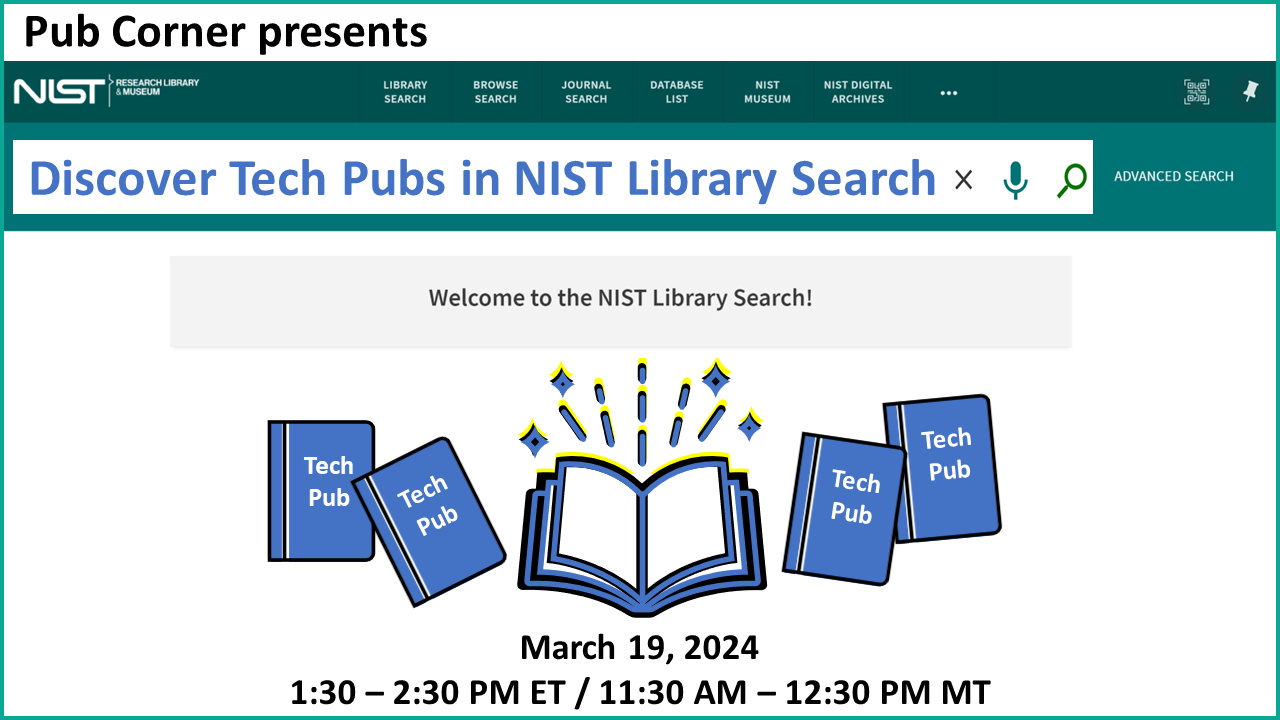 Pub Corner presents
NIST RESEARCH LIBRARY
& MUSEUM
LIBRARY
SEARCH
BROWSE
SEARCH
JOURNAL
SEARCH
DATABASE
LIST
NIST
MUSEUM
NIST DIGITAL
ARCHIVES
•••
Discover Tech Pubs in NIST Library Search
ADVANCED SEARCH
Welcome to the NIST Library Search!
Tech
Pub
Tech
Pub
Tech
Pub
Tech
Pub
March 19, 2024
1:30 – 2:30 PM ET / 11:30 AM – 12:30 PM MT